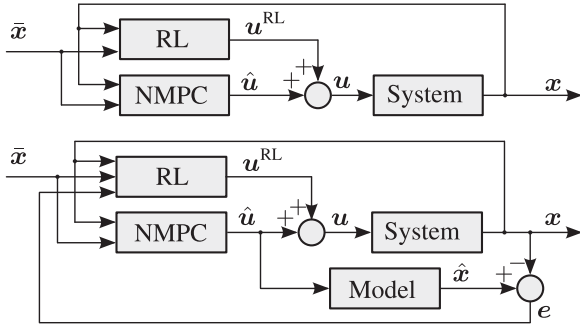 x̄ RL u^RL
NMPC û + + u System x
x̄ RL u^RL
NMPC û + + u System x
Model x̂ + − e